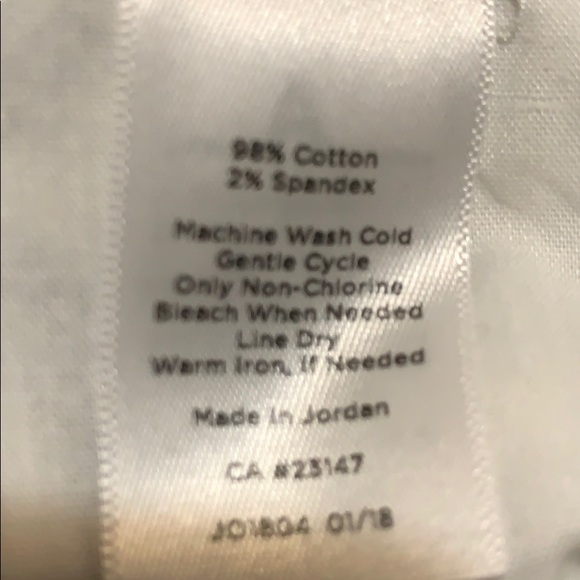 98% Cotton
2% Spandex
Machine Wash Cold
Gentle Cycle
Only Non-Chlorine
Bleach When Needed
Line Dry
Warm Iron, If Needed
Made in Jordan
CA #23147
JO1804 01/18